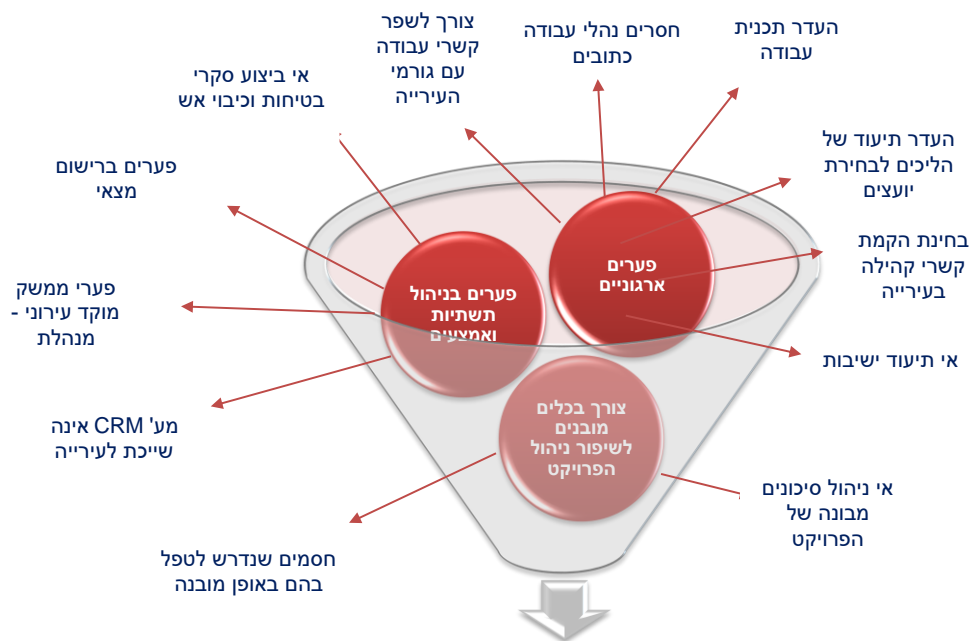 העדר תכנית
עבודה
חסרים נהלי עבודה
כתובים
צורך לשפר
קשרי עבודה
עם גורמי
העירייה
אי ביצוע סקרי
בטיחות וכיבוי אש
העדר תיעוד של
הליכים לבחירת
יועצים
פערים ברישום
מצאי
בחינת הקמת
קשרי קהילה
בעירייה
פערים
ארגוניים
פערים בניהול
תשתיות
ואמצעים
פערי ממשק
מוקד עירוני -
מנהלת
אי תיעוד ישיבות
צורך בכלים
מובנים
לשיפור ניהול
הפרויקט
מע' CRM אינה
שייכת לעירייה
אי ניהול סיכונים
מבונה של
הפרויקט
חסמים שנדרש לטפל
בהם באופן מובנה